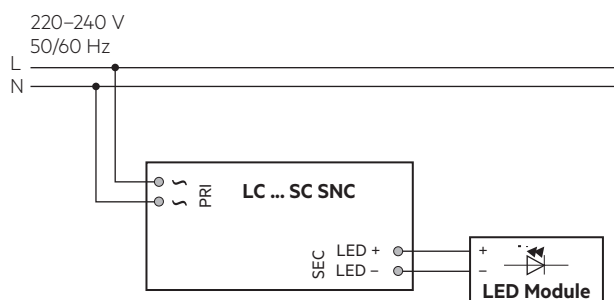 220–240 V
50/60 Hz
L
N
~ PRI
~
LC ... SC SNC
SEC
LED +
LED –
+
–
LED Module